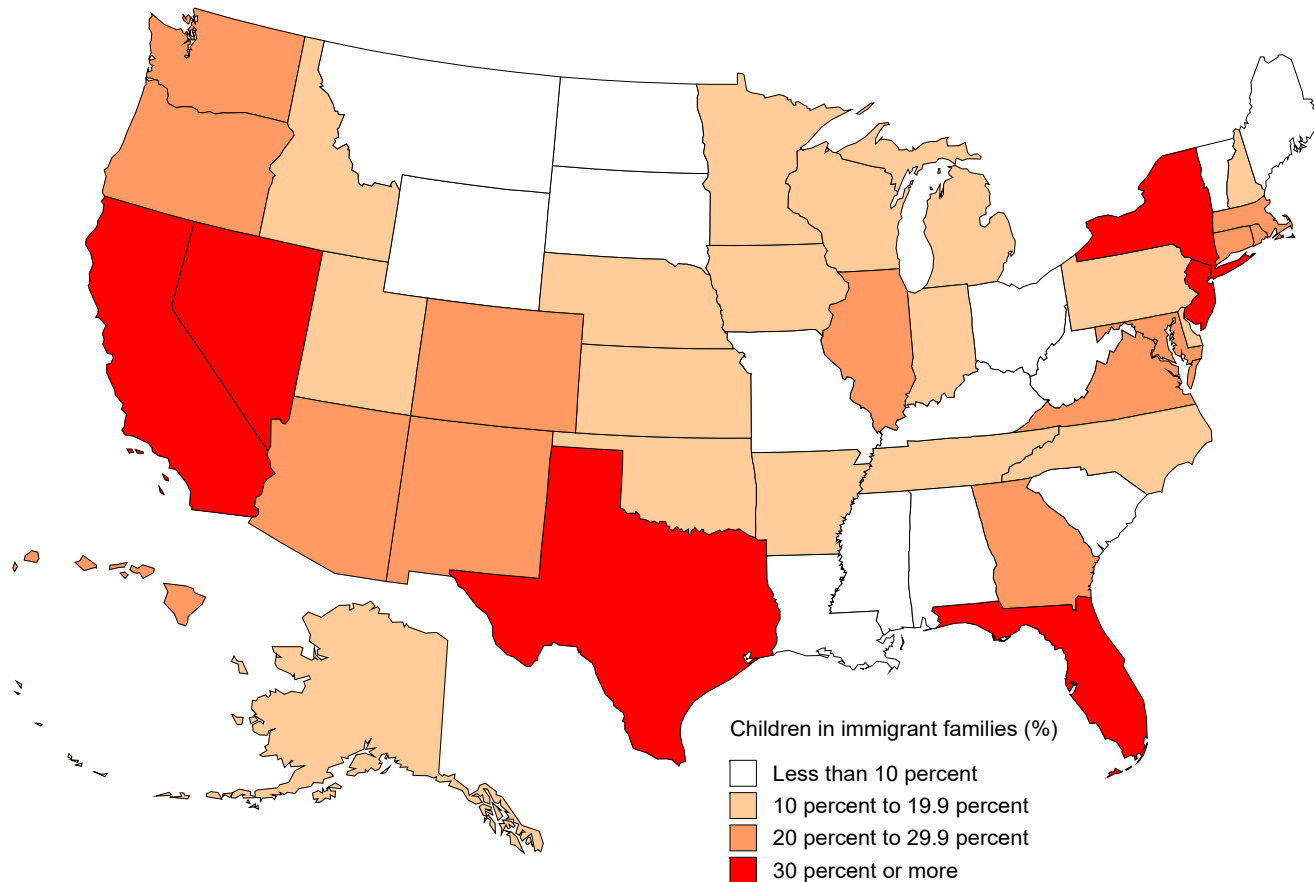 Children in immigrant families (%)
Less than 10 percent
10 percent to 19.9 percent
20 percent to 29.9 percent
30 percent or more